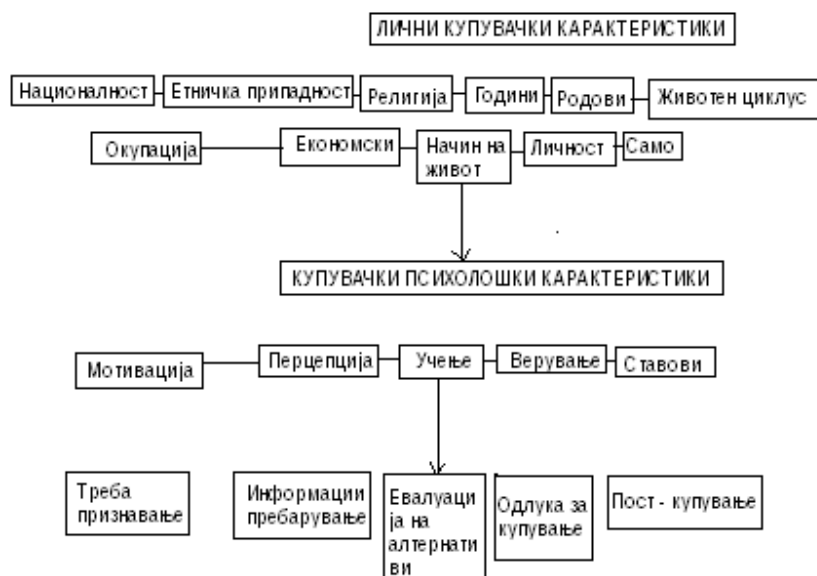 ЛИЧНИ КУПУВАЧКИ КАРАКТЕРИСТИКИ
Националност Етничка припадност Религија Години Родови Животен циклус
Окупација Економски Начин на живот Личност Само
КУПУВАЧКИ ПСИХОЛОШКИ КАРАКТЕРИСТИКИ
Мотивација Перцепција Учење Верување Ставови
Треба
признавање
Информации
пребарување
Евалуац
ија на
алтернати
ви
Одлука за
купување
Пост - купување